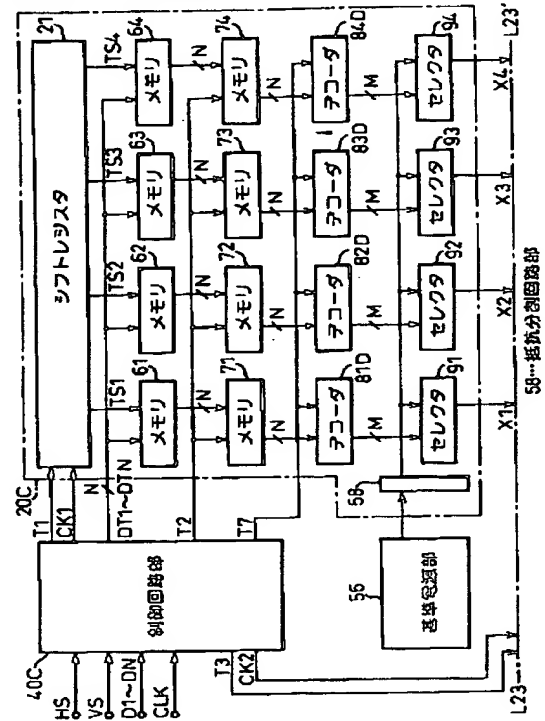 HS
VS
D1~DN
CLK
40C
制御回路部
T1
CK1
N
DT1~DTN
T2
T7
T3
CK2
20C
シフトレジスタ
21
TS1
TS2
TS3
TS4
メモリ
61
メモリ
62
メモリ
63
メモリ
64
N
N
N
N
メモリ
71
メモリ
72
メモリ
73
メモリ
74
N
N
N
N
デコーダ
81D
デコーダ
82D
デコーダ
83D
デコーダ
84D
M
M
M
M
セレクタ
91
セレクタ
92
セレクタ
93
セレクタ
94
56
基準電源部
58
X1
X2
X3
X4
L23
L23'
58…抵抗分割回路部